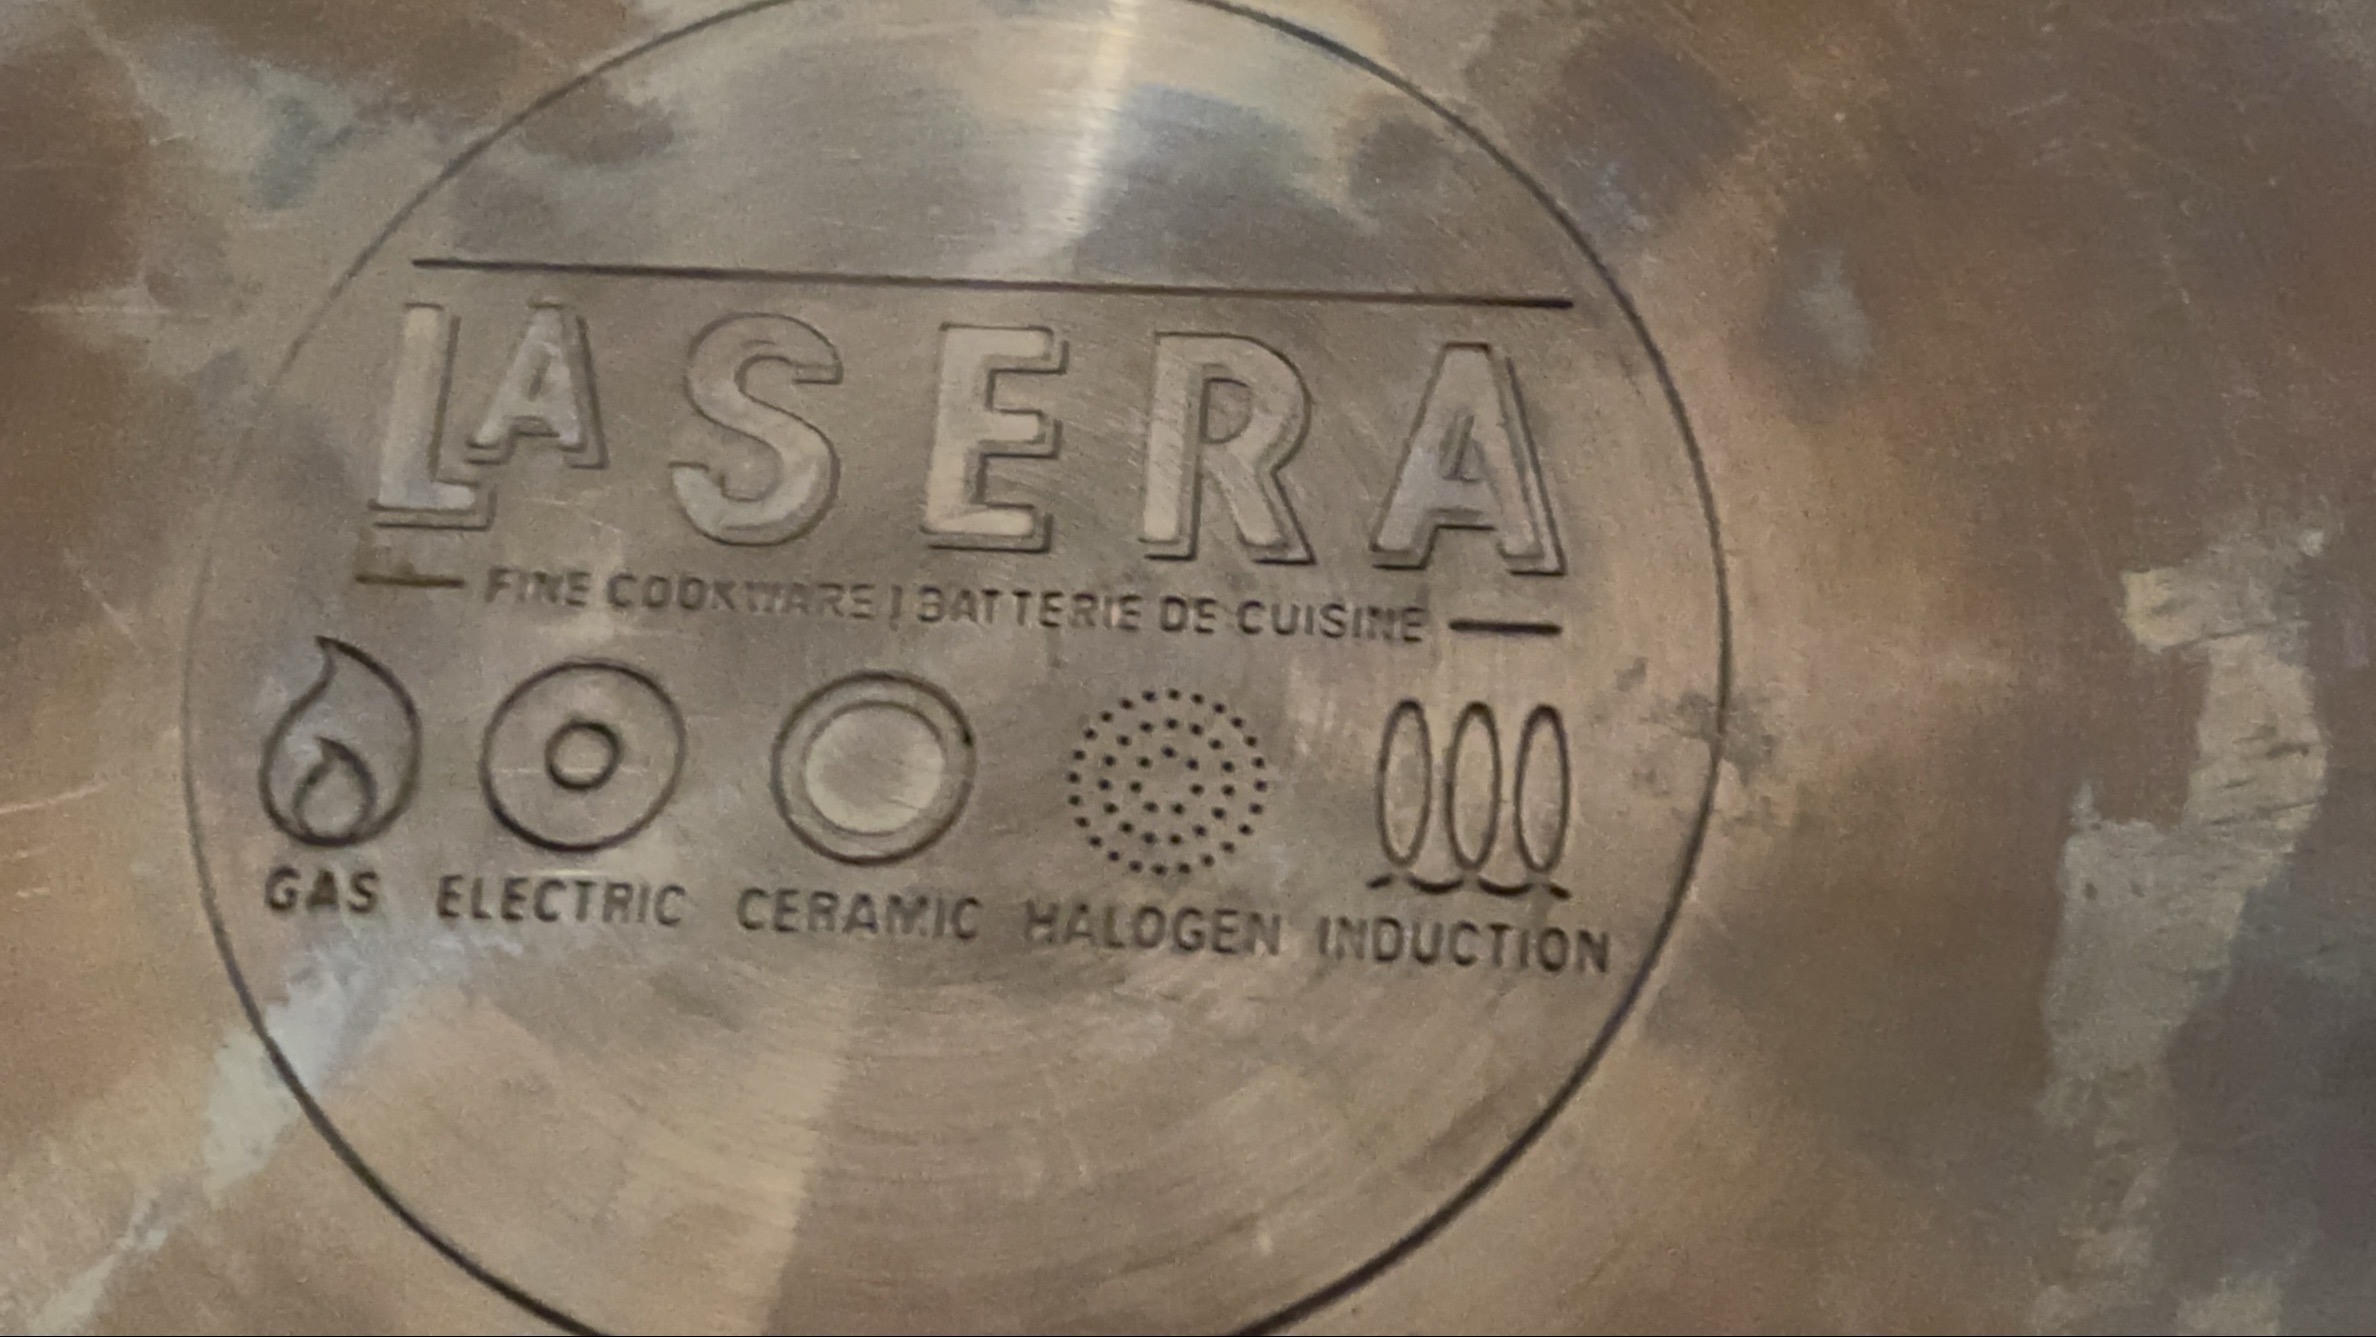 LASERA
FINE COOKWARE | BATTERIE DE CUISINE
GAS ELECTRIC CERAMIC HALOGEN INDUCTION